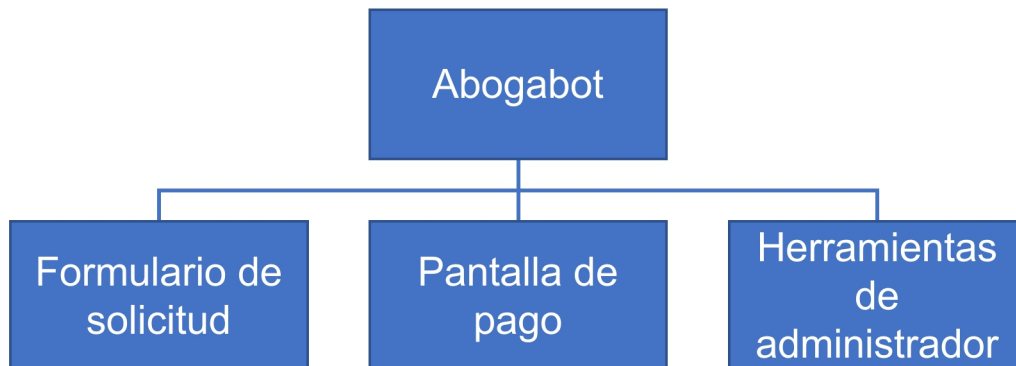 Abogabot
Formulario de
solicitud
Pantalla de
pago
Herramientas
de
administrador